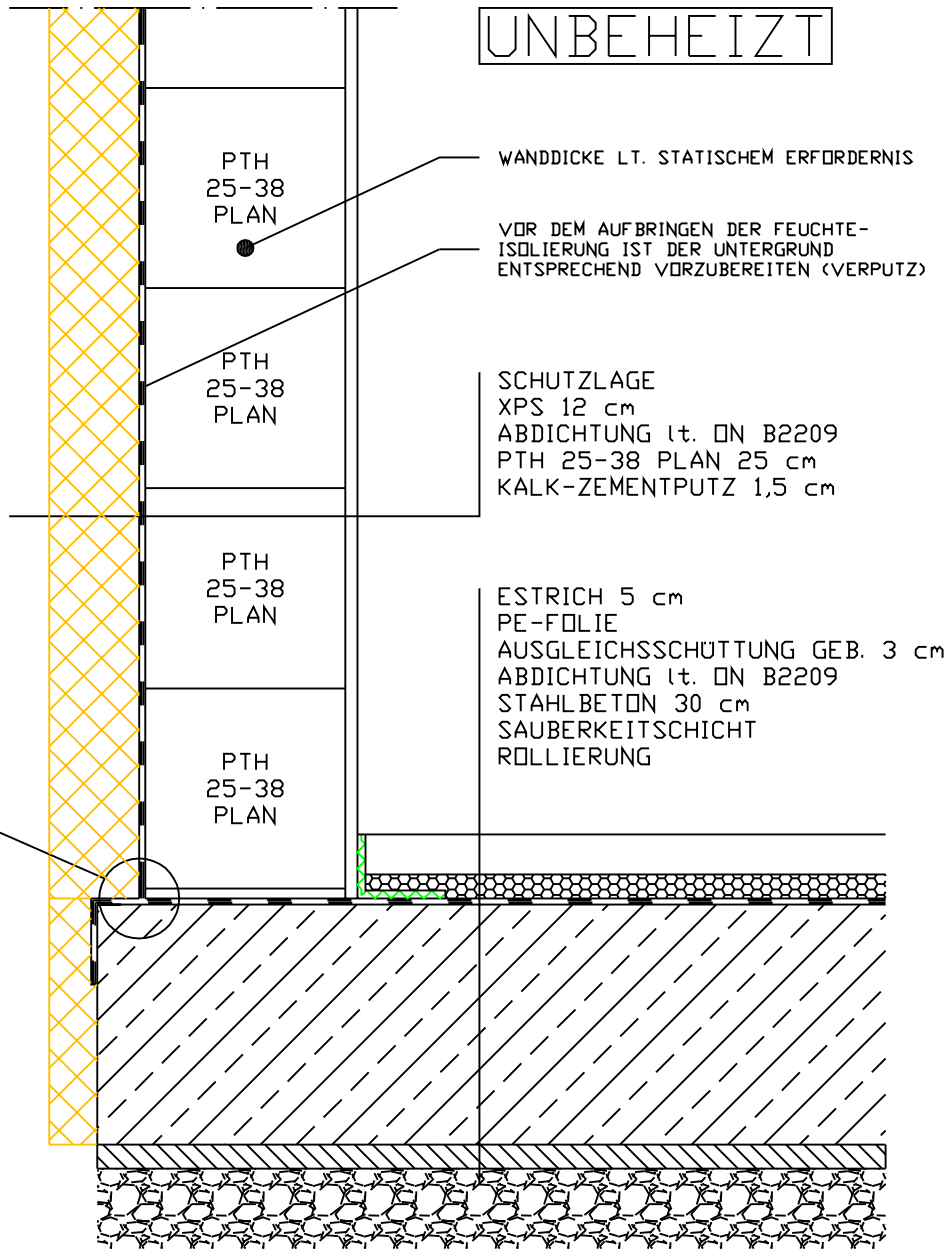 UNBEHEIZT
PTH
25-38
PLAN
WANDDICKE LT. STATISCHEM ERFORDERNIS
VOR DEM AUFBRINGEN DER FEUCHTE-
ISOLIERUNG IST DER UNTERGRUND
ENTSPRECHEND VORZUBEREITEN (VERPUTZ)
PTH
25-38
PLAN
SCHUTZLAGE
XPS 12 cm
ABDICHTUNG lt. ON B2209
PTH 25-38 PLAN 25 cm
KALK-ZEMENTPUTZ 1,5 cm
PTH
25-38
PLAN
ESTRICH 5 cm
PE-FOLIE
AUSGLEICHSSCHÜTTUNG GEB. 3 cm
ABDICHTUNG lt. ON B2209
STAHLBETON 30 cm
SAUBERKEITSCHICHT
ROLLIERUNG
PTH
25-38
PLAN